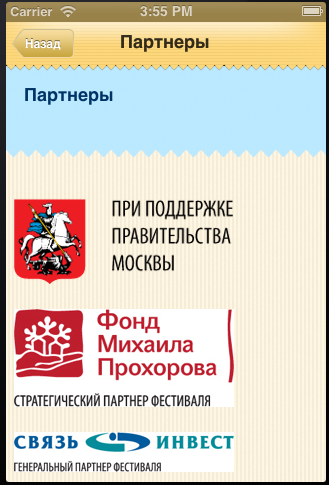 Carrier 3:55 PM
Назад Партнеры
Партнеры
ПРИ ПОДДЕРЖКЕ
ПРАВИТЕЛЬСТВА
МОСКВЫ
Фонд
Михаила
Прохорова
СТРАТЕГИЧЕСКИЙ ПАРТНЕР ФЕСТИВАЛЯ
СВЯЗЬ ИНВЕСТ
ГЕНЕРАЛЬНЫЙ ПАРТНЕР ФЕСТИВАЛЯ